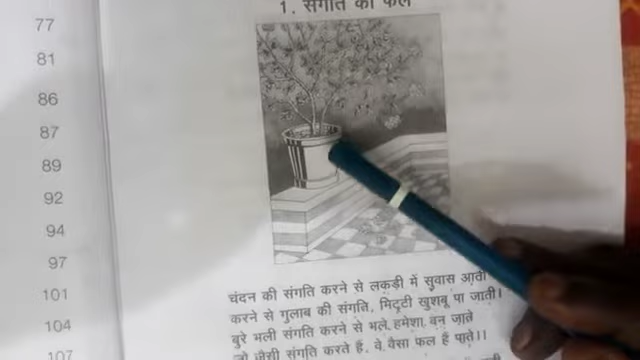 77
81
86
87
89
92
94
97
101
104
107
1. संगति का फल
चंदन की संगति करने से लकड़ी में सुवास आती
करने से गुलाब की संगति, मिट्टी खुशबू पा जाती।
बुरे भली संगति करने से भले, हमेशा बन जाते
जो जैसी संगति करते हैं, वे वैसा फल हैं पाते।।